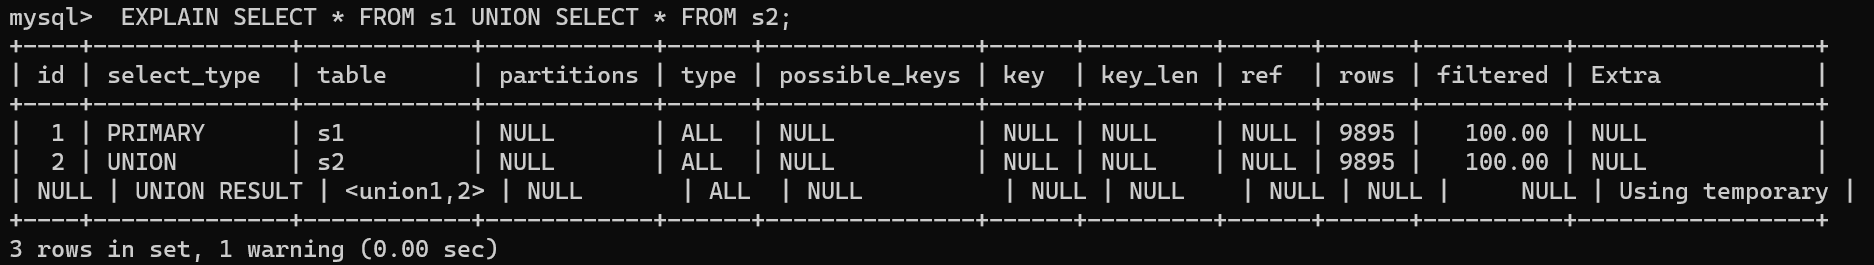 mysql>  EXPLAIN SELECT * FROM s1 UNION SELECT * FROM s2;
+----+--------------+------------+------------+------+---------------+------+---------+------+------+----------+-----------------+
| id | select_type  | table      | partitions | type | possible_keys | key  | key_len | ref  | rows | filtered | Extra           |
+----+--------------+------------+------------+------+---------------+------+---------+------+------+----------+-----------------+
|  1 | PRIMARY      | s1         | NULL       | ALL  | NULL          | NULL | NULL    | NULL | 9895 |   100.00 | NULL            |
|  2 | UNION        | s2         | NULL       | ALL  | NULL          | NULL | NULL    | NULL | 9895 |   100.00 | NULL            |
| NULL | UNION RESULT | <union1,2> | NULL       | ALL  | NULL          | NULL | NULL    | NULL | NULL |     NULL | Using temporary |
+----+--------------+------------+------------+------+---------------+------+---------+------+------+----------+-----------------+
3 rows in set, 1 warning (0.00 sec)